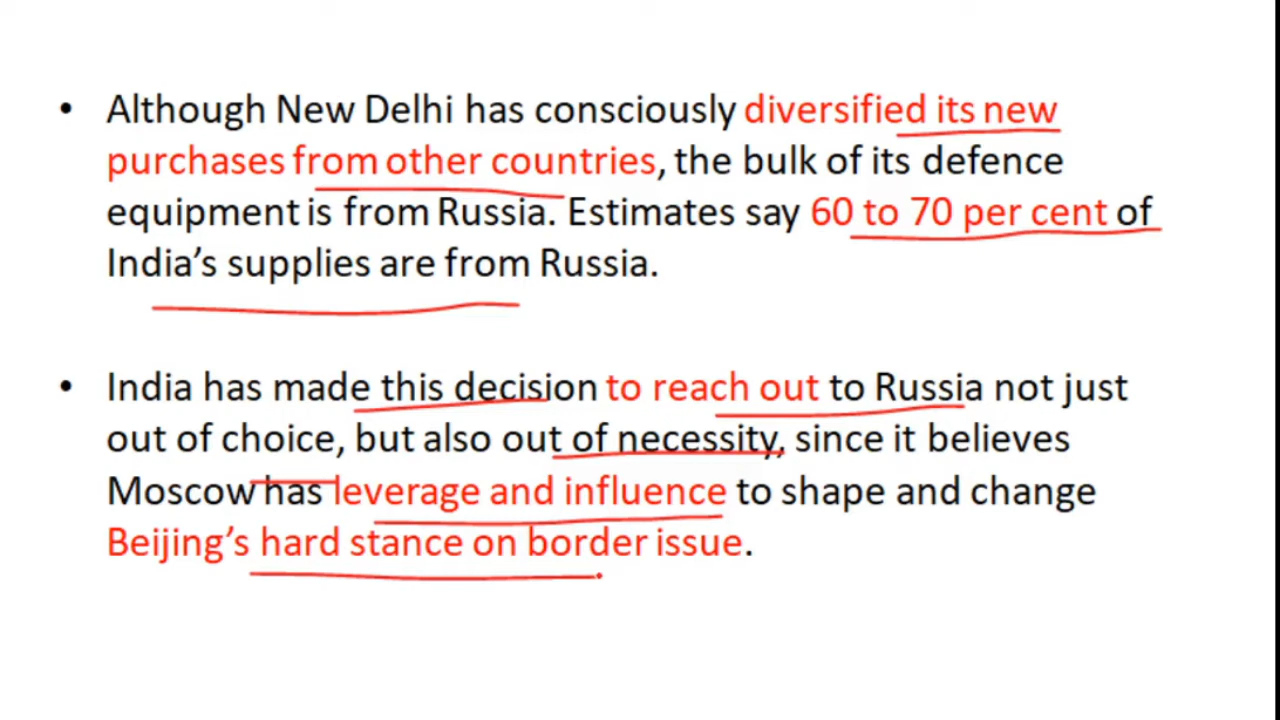 • Although New Delhi has consciously diversified its new
purchases from other countries, the bulk of its defence
equipment is from Russia. Estimates say 60 to 70 per cent of
India’s supplies are from Russia.
• India has made this decision to reach out to Russia not just
out of choice, but also out of necessity, since it believes
Moscow has leverage and influence to shape and change
Beijing’s hard stance on border issue.